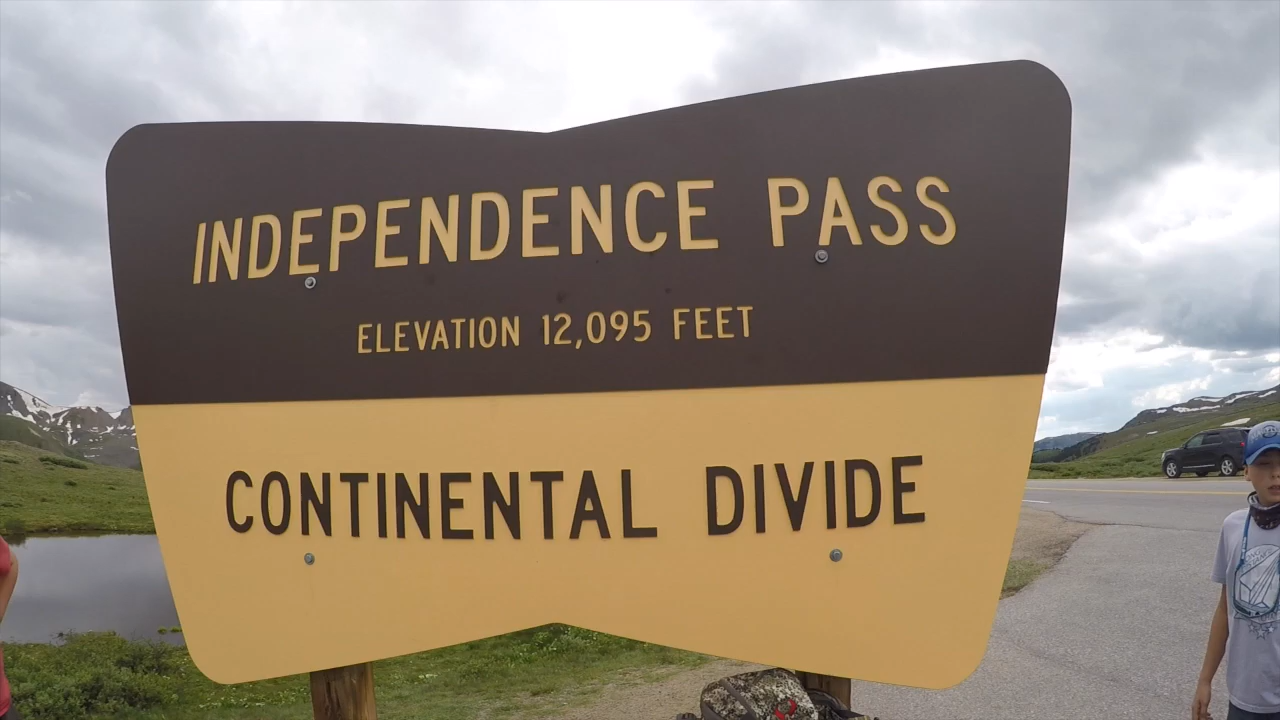 INDEPENDENCE PASS
ELEVATION 12,095 FEET
CONTINENTAL DIVIDE